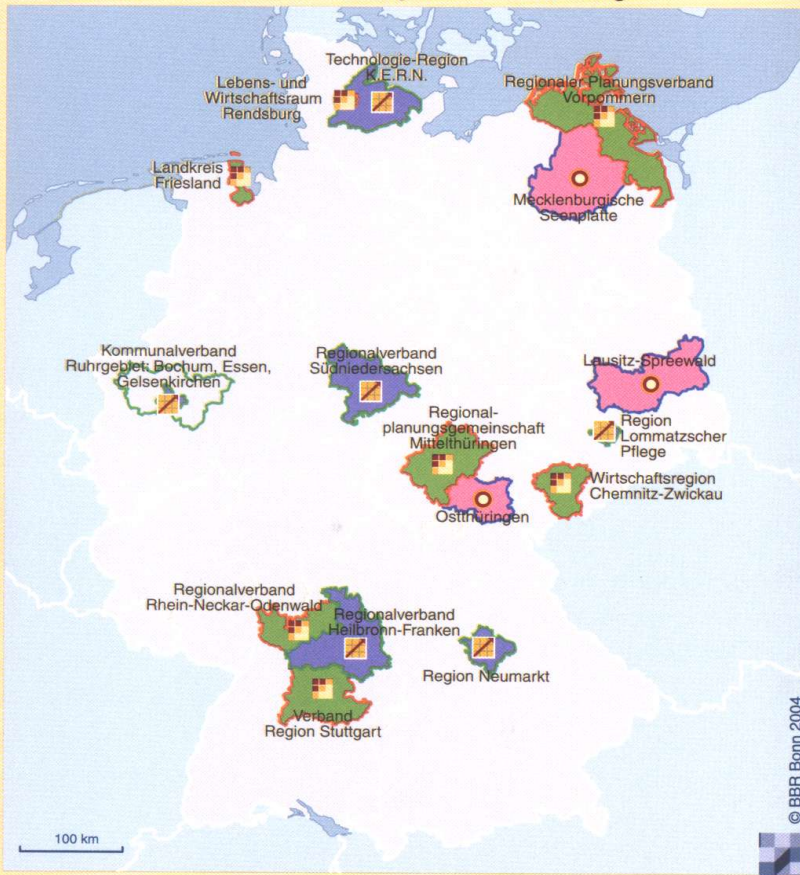 Technologie-Region
K.E.R.N.
Lebens- und
Wirtschaftsraum
Rendsburg
Regionaler Planungsverband
Vorpommern
Landkreis
Friesland
Mecklenburgische
Seenplatte
Kommunalverband
Ruhrgebiet: Bochum, Essen,
Gelsenkirchen
Regionalverband
Südniedersachsen
Lausitz-Spreewald
Regional-
planungsgemeinschaft
Mittelthüringen
Region
Lommatzscher
Pflege
Wirtschaftsregion
Chemnitz-Zwickau
Ostthüringen
Regionalverband
Rhein-Neckar-Odenwald
Regionalverband
Heilbronn-Franken
Region Neumarkt
Verband
Region Stuttgart
100 km
© BBR Bonn 2004